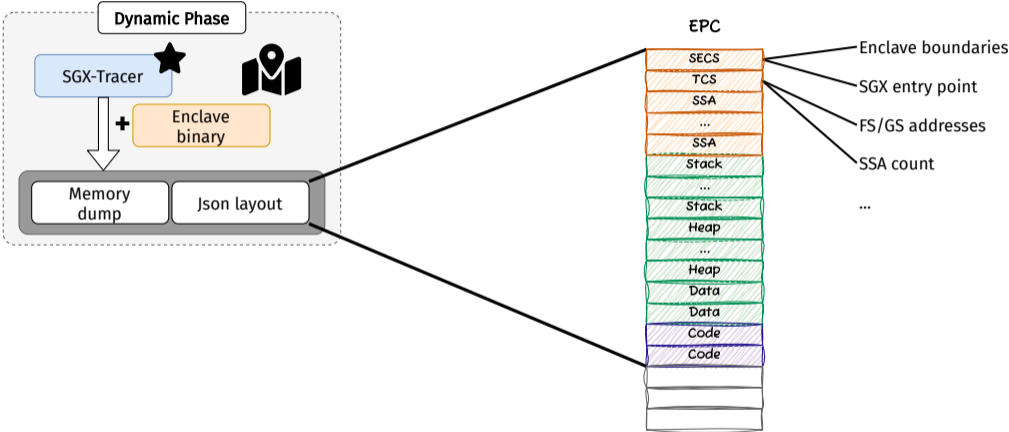 Dynamic Phase
SGX-Tracer
+
Enclave
binary
Memory
dump
Json layout
EPC
SECS
TCS
SSA
...
SSA
Stack
...
Stack
Heap
...
Heap
Data
Data
Code
Code
Enclave boundaries
SGX entry point
FS/GS addresses
SSA count
...